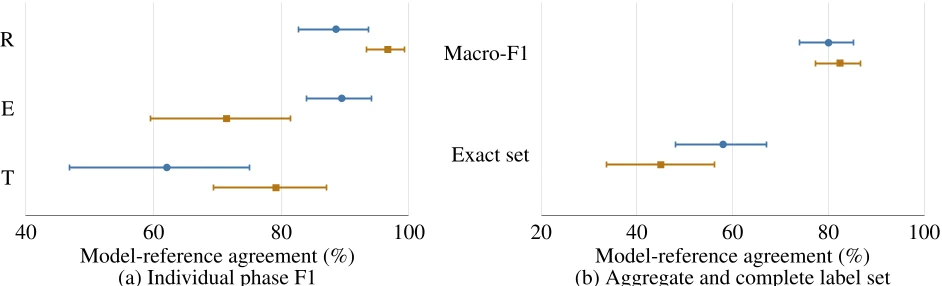 R
E
T
40 60 80 100
Model-reference agreement (%)
(a) Individual phase F1
Macro-F1
Exact set
20 40 60 80 100
Model-reference agreement (%)
(b) Aggregate and complete label set